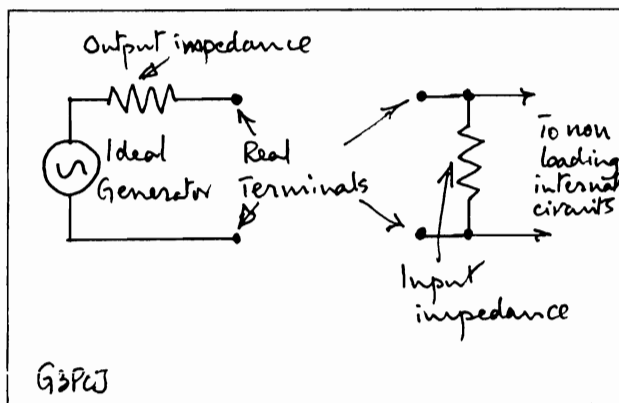 Output impedance
Ideal
Generator
Real
Terminals
To non
loading
internal
circuits
Input
impedance
G3PCJ